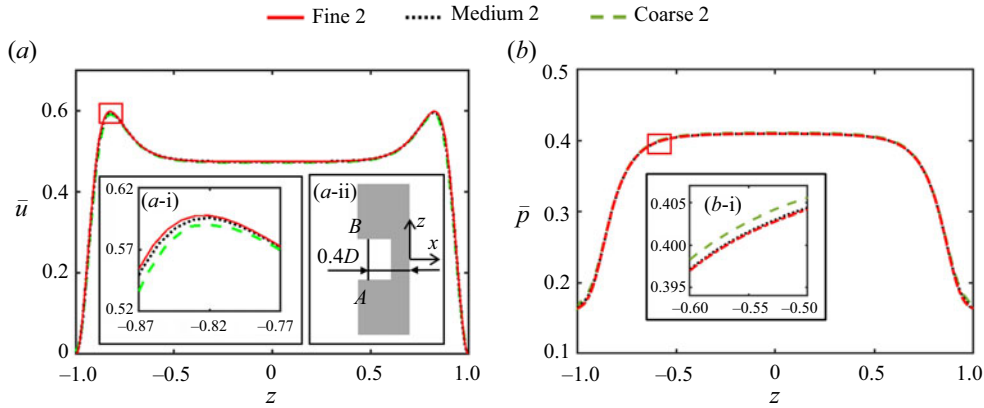 Fine 2 Medium 2 Coarse 2
(a) (b)
0.6
0.4
0.2
0
ū
(a-i)
0.62
0.57
0.52
−0.87 −0.82 −0.77
(a-ii)
B
z
x
0.4D
A
−1.0 −0.5 0 0.5 1.0
z
0.5
0.4
0.3
0.2
0.1
p̄
(b-i)
0.405
0.400
0.394
−0.60 −0.55 −0.50
−1.0 −0.5 0 0.5 1.0
z